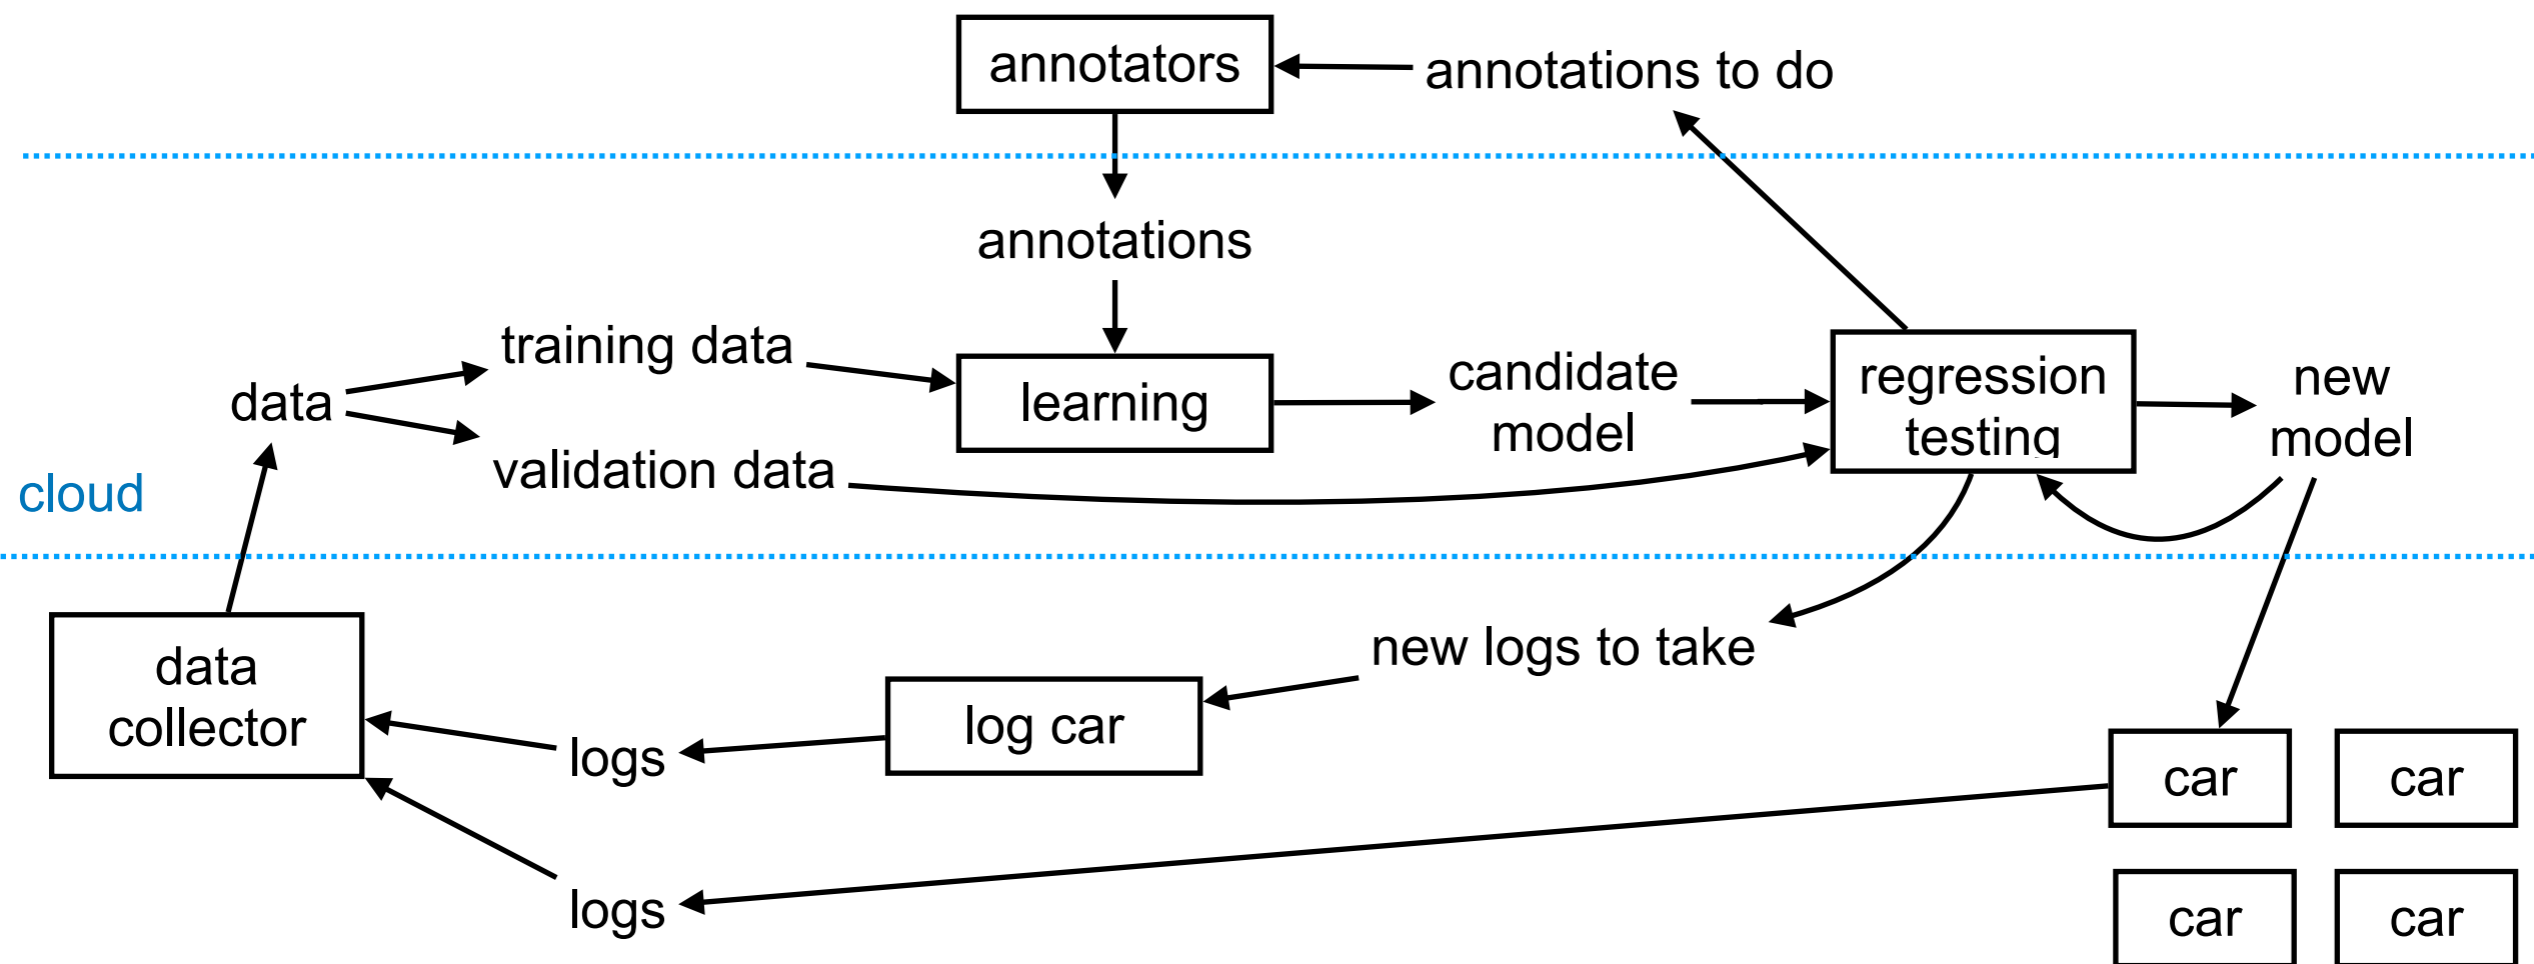 annotators
annotations to do
annotations
training data
data
validation data
learning
candidate
model
regression
testing
new
model
cloud
data
collector
new logs to take
log car
logs
logs
car
car
car
car